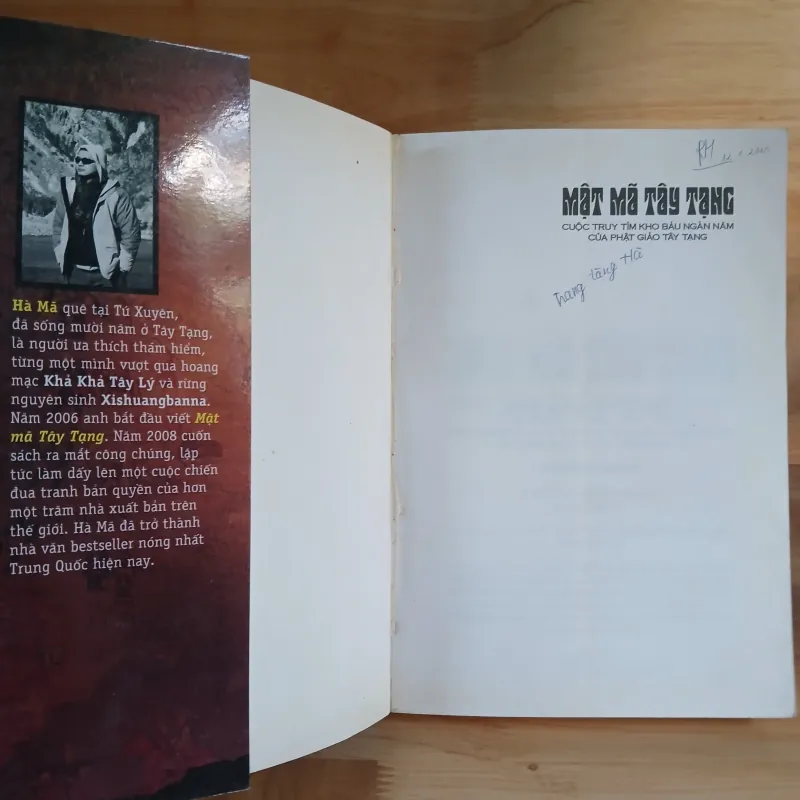 Hà Mã quê tại Tứ Xuyên,
đã sống mười năm ở Tây Tạng,
là người ưa thích thám hiểm,
từng một mình vượt qua hoang
mạc Khả Khả Tây Lý và rừng
nguyên sinh Xishuangbanna.
Năm 2006 anh bắt đầu viết Mật
mã Tây Tạng. Năm 2008 cuốn
sách ra mắt công chúng, lập
tức làm dấy lên một cuộc chiến
đua tranh bản quyền của hơn
một trăm nhà xuất bản trên
thế giới. Hà Mã đã trở thành
nhà văn bestseller nóng nhất
Trung Quốc hiện nay.
MẬT MÃ TÂY TẠNG
CUỘC TRUY TÌM KHO BÁU NGÀN NĂM
CỦA PHẬT GIÁO TÂY TẠNG
Trang tặng Hà